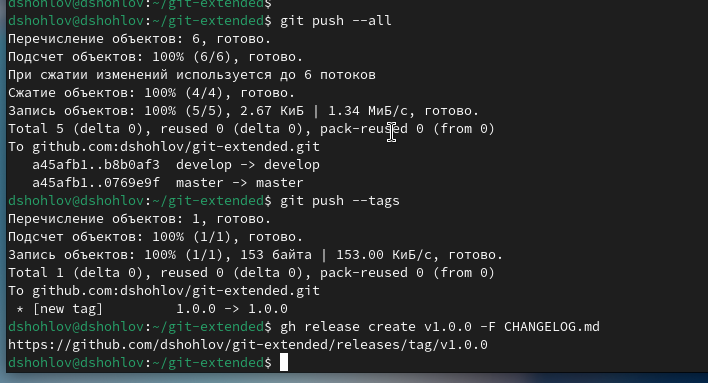 dshohlov@dshohlov:~/git-extended$
dshohlov@dshohlov:~/git-extended$ git push --all
Перечисление объектов: 6, готово.
Подсчет объектов: 100% (6/6), готово.
При сжатии изменений используется до 6 потоков
Сжатие объектов: 100% (4/4), готово.
Запись объектов: 100% (5/5), 2.67 КиБ | 1.34 МиБ/с, готово.
Total 5 (delta 0), reused 0 (delta 0), pack-reused 0 (from 0)
To github.com:dshohlov/git-extended.git
   a45afb1..b8b0af3  develop -> develop
   a45afb1..0769e9f  master -> master
dshohlov@dshohlov:~/git-extended$ git push --tags
Перечисление объектов: 1, готово.
Подсчет объектов: 100% (1/1), готово.
Запись объектов: 100% (1/1), 153 байта | 153.00 КиБ/с, готово.
Total 1 (delta 0), reused 0 (delta 0), pack-reused 0 (from 0)
To github.com:dshohlov/git-extended.git
 * [new tag]         1.0.0 -> 1.0.0
dshohlov@dshohlov:~/git-extended$ gh release create v1.0.0 -F CHANGELOG.md
https://github.com/dshohlov/git-extended/releases/tag/v1.0.0
dshohlov@dshohlov:~/git-extended$